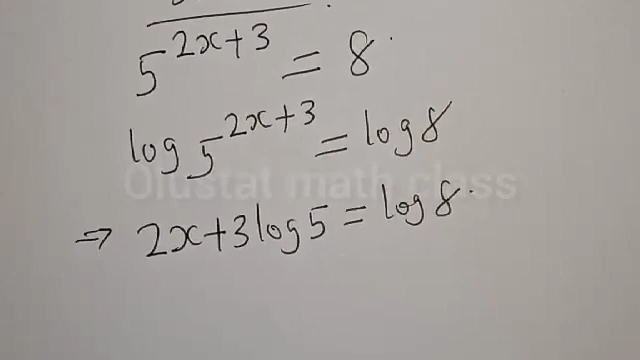 5^{2x+3} = 8
log 5^{2x+3} = log 8
Olustat math class
⇒ 2x+3 log 5 = log 8.